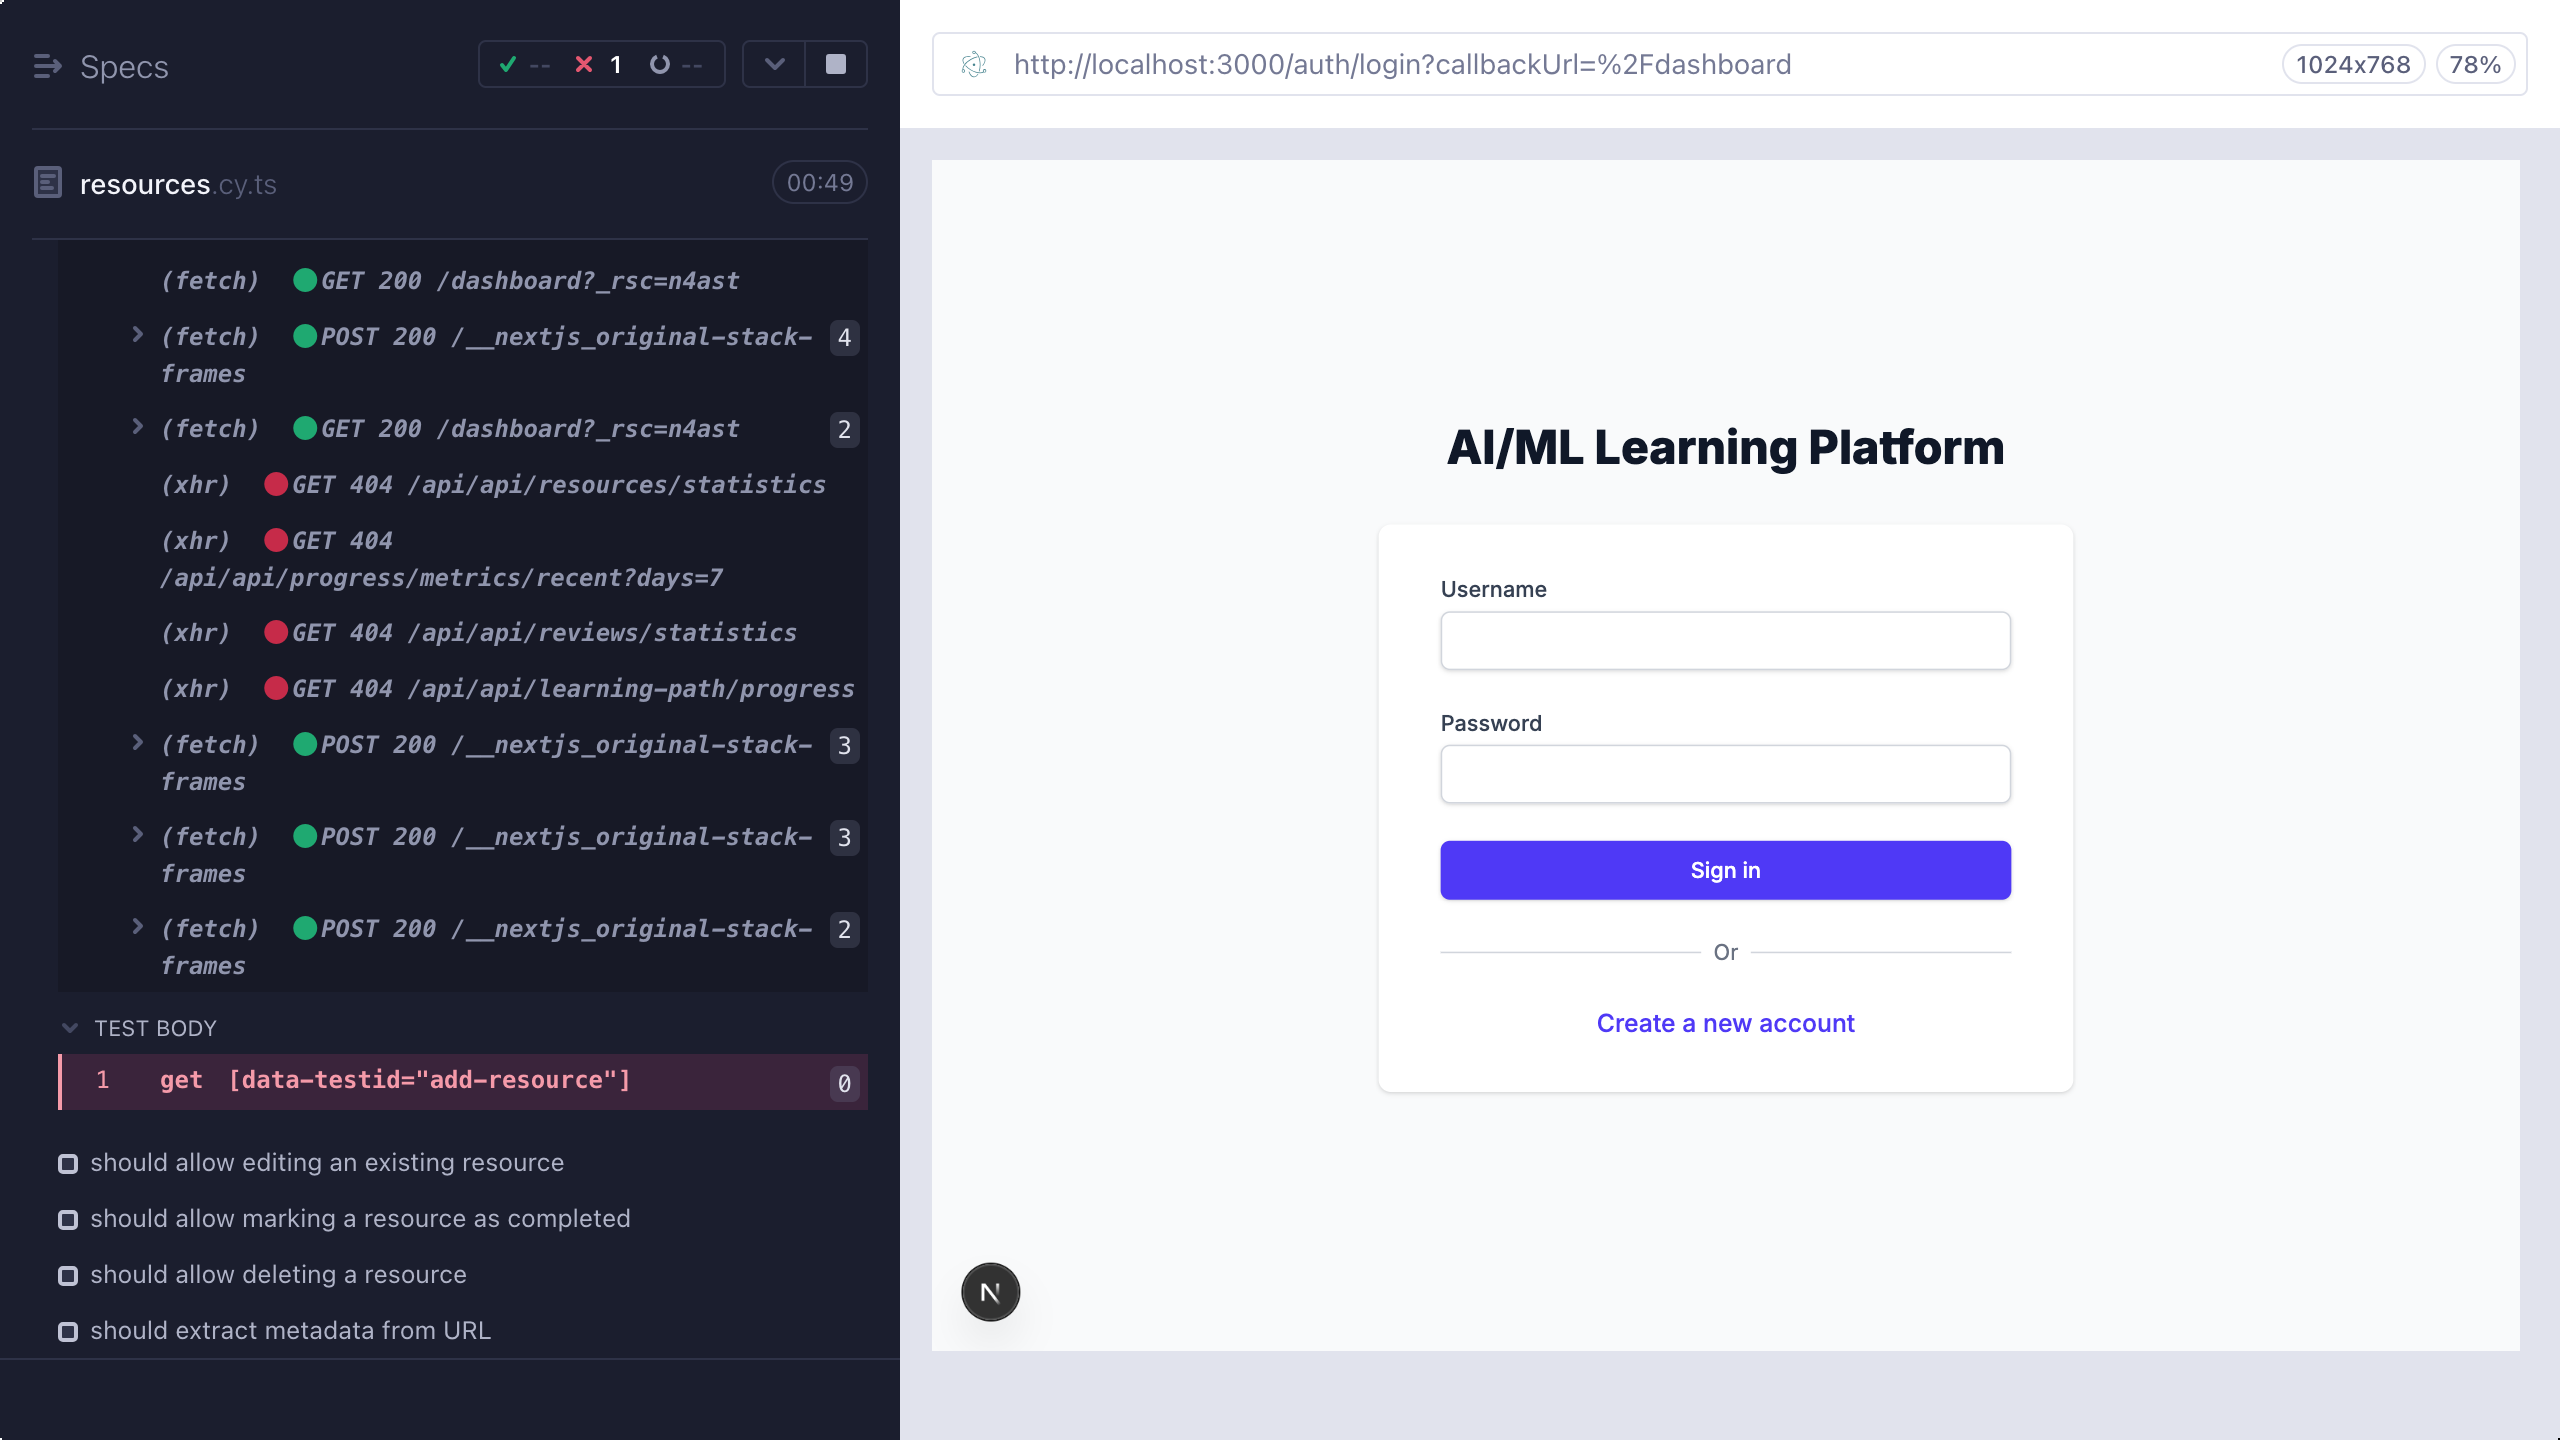 Specs
-- 1 --
resources.cy.ts
00:49
(fetch) GET 200 /dashboard?_rsc=n4ast
(fetch) POST 200 /__nextjs_original-stack- 4
frames
(fetch) GET 200 /dashboard?_rsc=n4ast 2
(xhr) GET 404 /api/api/resources/statistics
(xhr) GET 404
/api/api/progress/metrics/recent?days=7
(xhr) GET 404 /api/api/reviews/statistics
(xhr) GET 404 /api/api/learning-path/progress
(fetch) POST 200 /__nextjs_original-stack- 3
frames
(fetch) POST 200 /__nextjs_original-stack- 3
frames
(fetch) POST 200 /__nextjs_original-stack- 2
frames
TEST BODY
1 get [data-testid="add-resource"] 0
should allow editing an existing resource
should allow marking a resource as completed
should allow deleting a resource
should extract metadata from URL
http://localhost:3000/auth/login?callbackUrl=%2Fdashboard
1024x768 78%
AI/ML Learning Platform
Username
Password
Sign in
Or
Create a new account
N